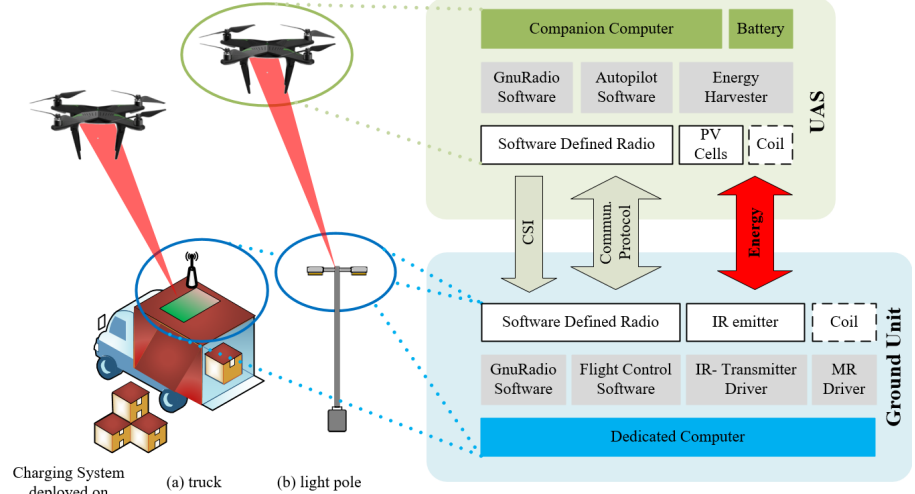 Companion Computer
Battery
GnuRadio
Software
Autopilot
Software
Energy
Harvester
Software Defined Radio
PV
Cells
Coil
UAS
CSI
Commun.
Protocol
Energy
Software Defined Radio
IR emitter
Coil
GnuRadio
Software
Flight Control
Software
IR- Transmitter
Driver
MR
Driver
Dedicated Computer
Ground Unit
Charging System
deployed on
(a) truck
(b) light pole